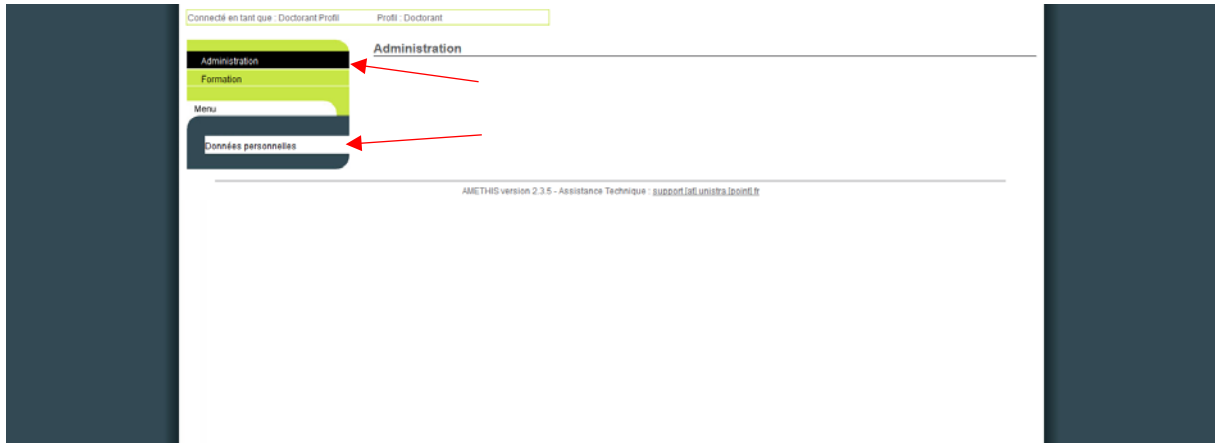 Connecté en tant que : Doctorant Profil Profil : Doctorant
Administration
Administration
Formation
Menu
Données personnelles
AMETHIS version 2.3.5 - Assistance Technique : support [at] unistra [point] fr